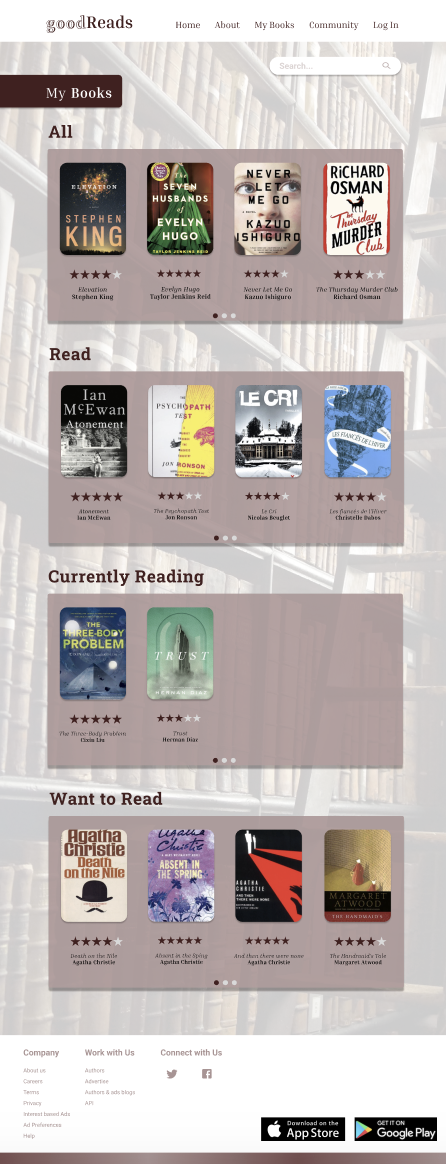 goodReads
Home About My Books Community Log In
Search...
My Books
All
ELEVATION
STEPHEN
KING
The
SEVEN
HUSBANDS
of
EVELYN
HUGO
TAYLOR JENKINS REID
NEVER
LET
ME GO
KAZUO
ISHIGURO
RICHARD
OSMAN
The
Thursday
MURDER
Club
Elevation
Stephen King
Evelyn Hugo
Taylor Jenkins Reid
Never Let Me Go
Kazuo Ishiguro
The Thursday Murder Club
Richard Osman
Read
Ian
McEwan
Atonement
PSYCHOPATH
TEST
JON RONSON
LE CRI
LES FIANCÉS DE L'HIVER
Atonement
Ian McEwan
The Psychopath Test
Jon Ronson
Le Cri
Nicolas Beuglet
Les fiancés de l'Hiver
Christelle Dabos
Currently Reading
THE
THREE-BODY
PROBLEM
TRUST
HERNAN DIAZ
The Three-Body Problem
Cixin Liu
Trust
Herman Diaz
Want to Read
Agatha
Christie
Death
on the Nile
Agatha
Christie
ABSENT IN
THE SPRING
AGATHA
CHRISTIE
AND THEN
THERE WERE NONE
MARGARET
ATWOOD
THE HANDMAID'S
Death on the Nile
Agatha Christie
Absent in the Sping
Agatha Christie
And then there were none
Agatha Christie
The Handmaid's Tale
Margaret Atwood
Company
About us
Careers
Terms
Privacy
Interest based Ads
Ad Preferences
Help
Work with Us
Authors
Advertise
Authors & ads blogs
API
Connect with Us
Download on the
App Store
GET IT ON
Google Play